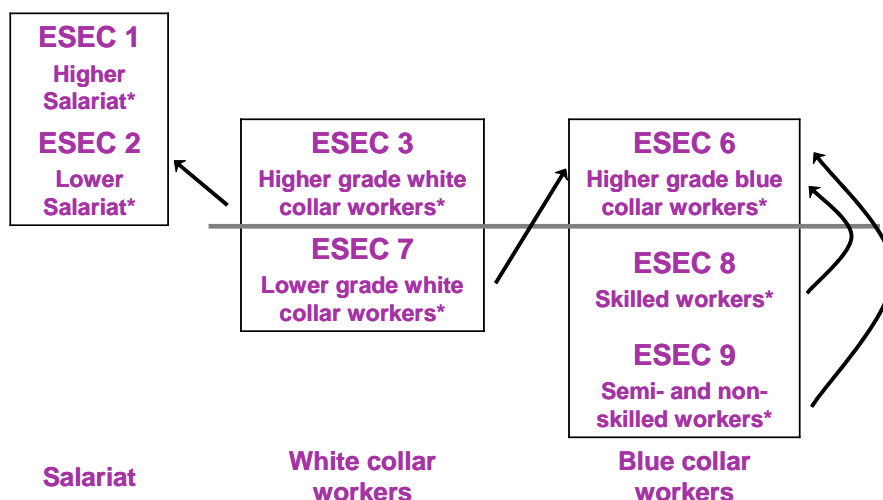 ESEC 1
Higher
Salariat*
ESEC 2
Lower
Salariat*
ESEC 3
Higher grade white
collar workers*
ESEC 7
Lower grade white
collar workers*
ESEC 6
Higher grade blue
collar workers*
ESEC 8
Skilled workers*
ESEC 9
Semi- and non-
skilled workers*
Salariat
White collar
workers
Blue collar
workers